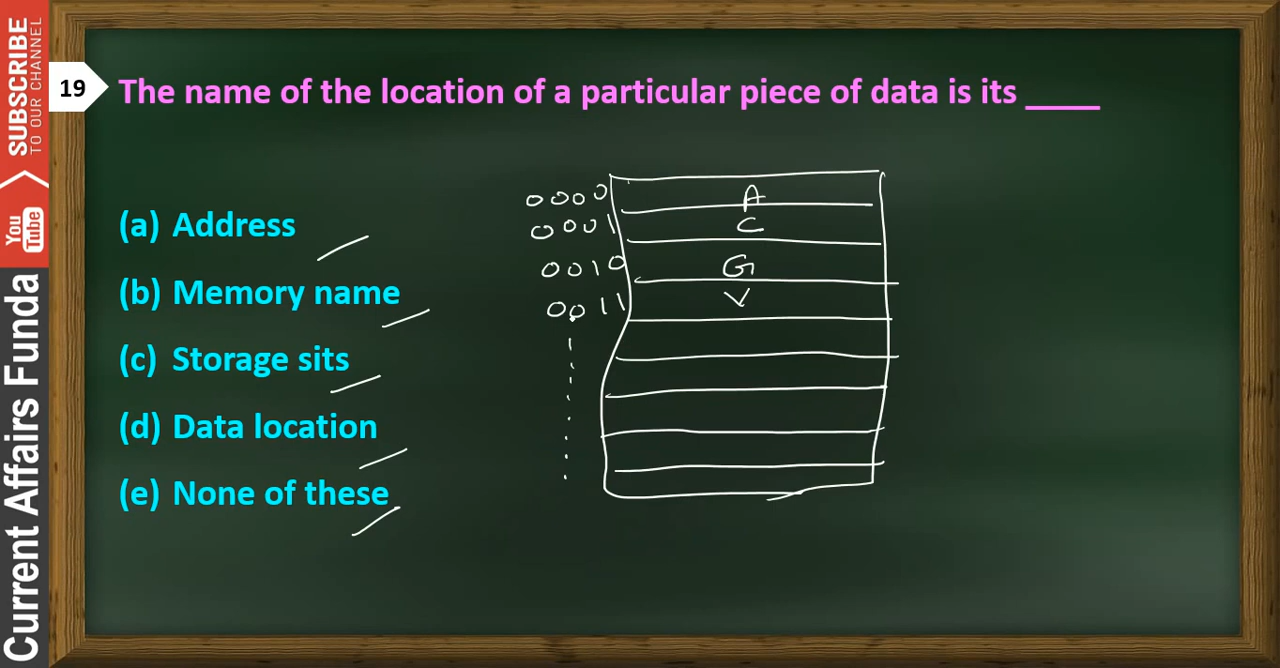 SUBSCRIBE
TO OUR CHANNEL
You
Tube
Current Affairs Funda
19
The name of the location of a particular piece of data is its ____
(a) Address
(b) Memory name
(c) Storage sits
(d) Data location
(e) None of these
0000 A
0001 C
0010 G
0011 V